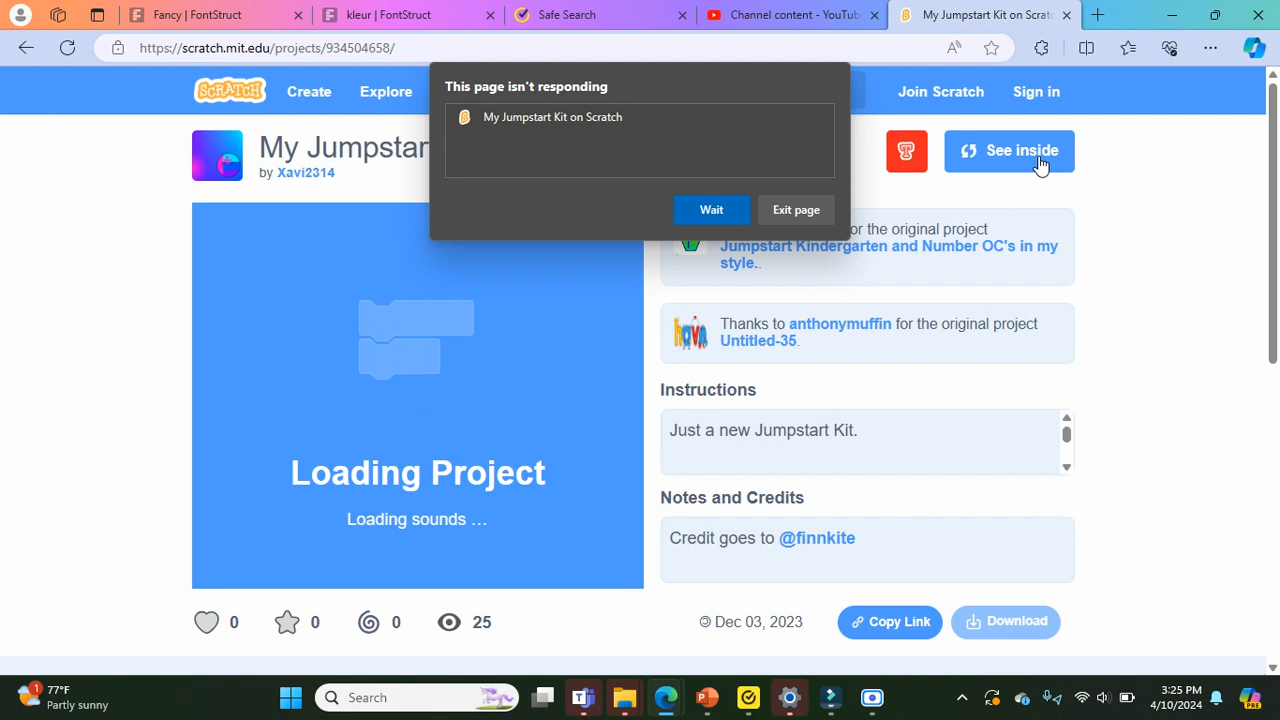 Fancy | FontStruct
kleur | FontStruct
Safe Search
Channel content - YouTub
My Jumpstart Kit on Scratc
https://scratch.mit.edu/projects/934504658/
SCRATCH
Create
Explore
Join Scratch
Sign in
This page isn't responding
My Jumpstart Kit on Scratch
Wait
Exit page
My Jumpstar
by Xavi2314
See inside
or the original project
Jumpstart Kindergarten and Number OC's in my
style..
Thanks to anthonymuffin for the original project
Untitled-35.
Instructions
Just a new Jumpstart Kit.
Loading Project
Loading sounds …
Notes and Credits
Credit goes to @finnkite
0
0
0
25
Dec 03, 2023
Copy Link
Download
1
77°F
Partly sunny
Search
3:25 PM
4/10/2024
PRE